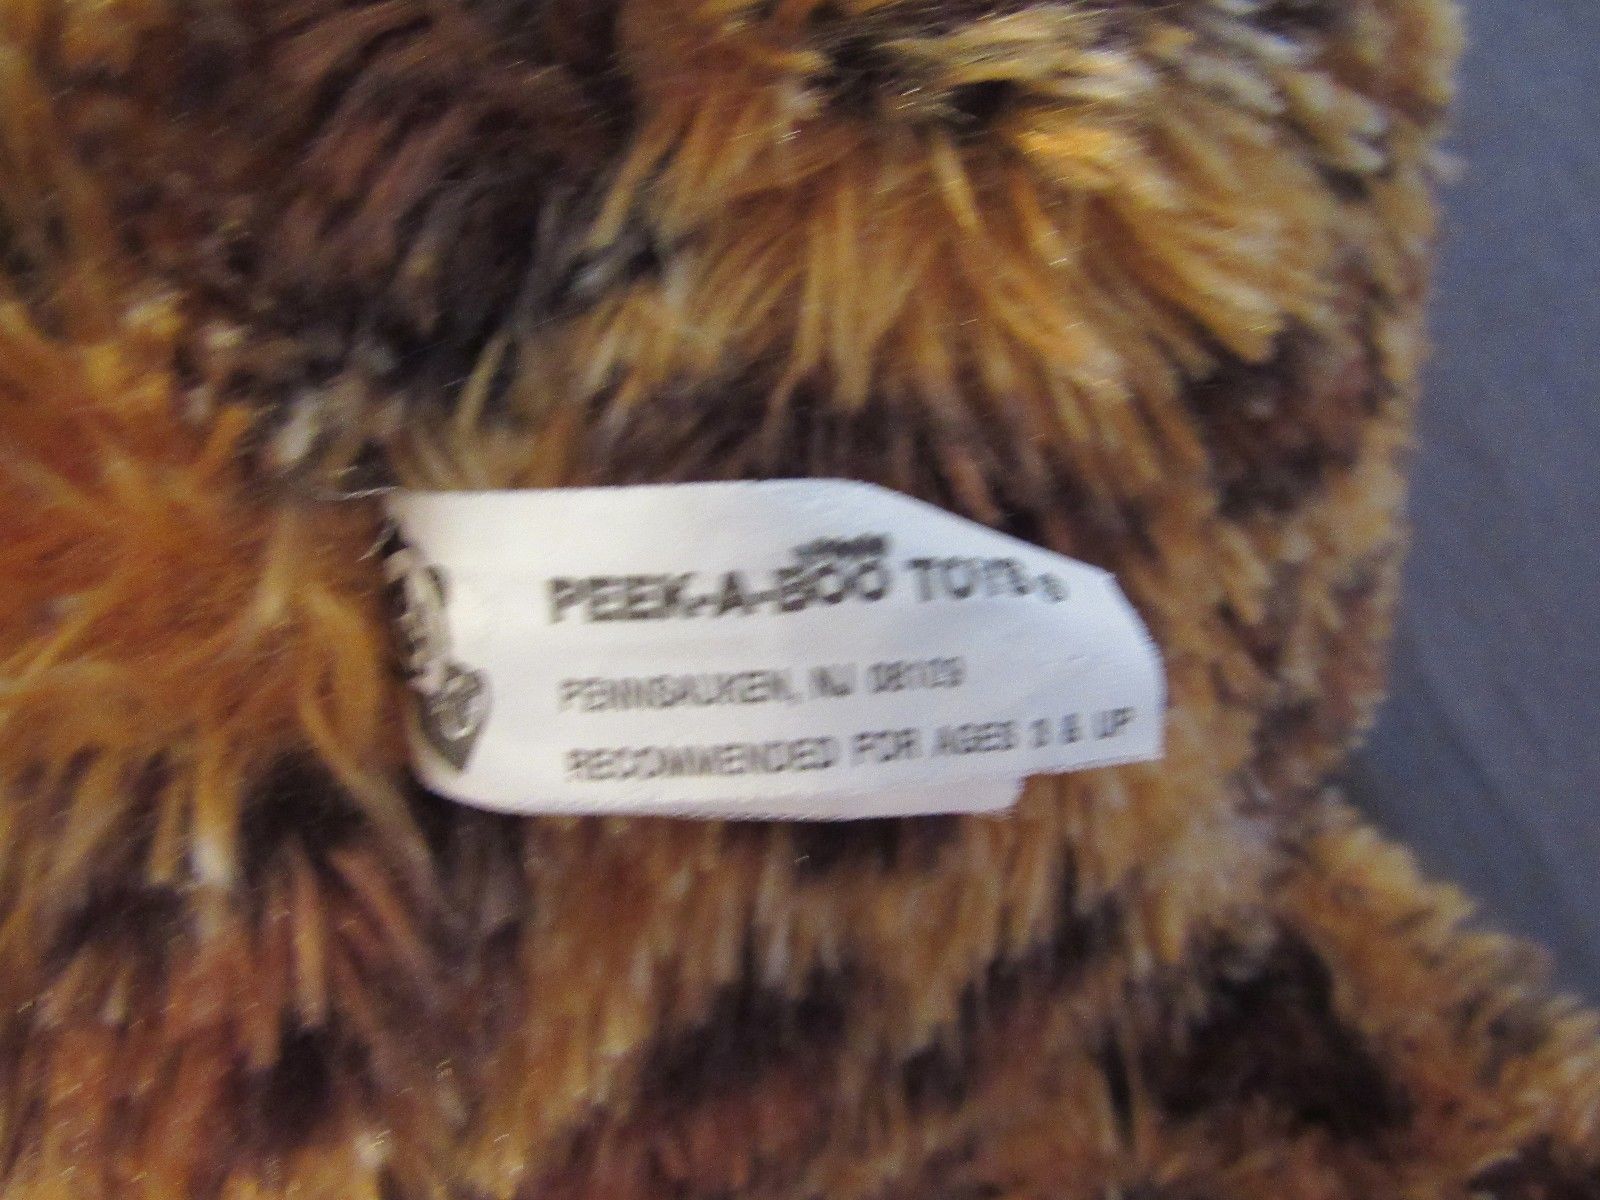 PEEK-A-BOO TOYS®
PENNSAUKEN, NJ 08109
RECOMMENDED FOR AGES 3 & UP